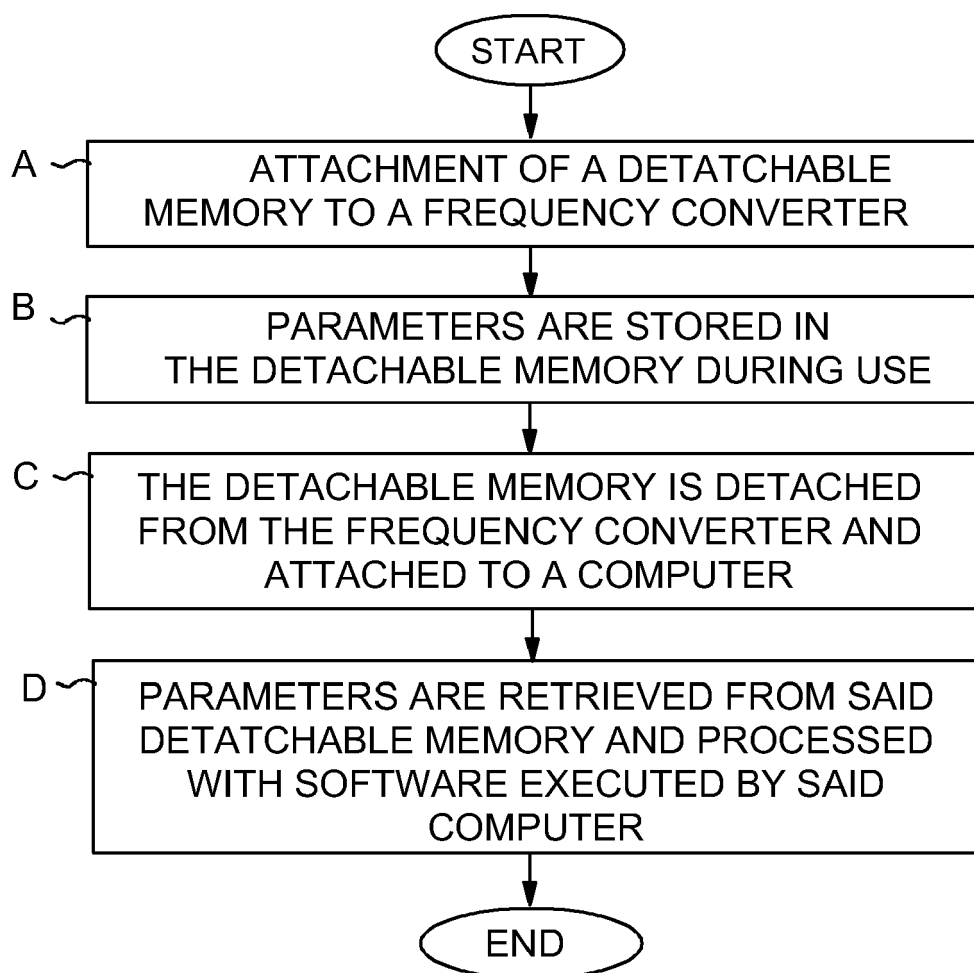 START
A
ATTACHMENT OF A DETATCHABLE
MEMORY TO A FREQUENCY CONVERTER
B
PARAMETERS ARE STORED IN
THE DETACHABLE MEMORY DURING USE
C
THE DETACHABLE MEMORY IS DETACHED
FROM THE FREQUENCY CONVERTER AND
ATTACHED TO A COMPUTER
D
PARAMETERS ARE RETRIEVED FROM SAID
DETATCHABLE MEMORY AND PROCESSED
WITH SOFTWARE EXECUTED BY SAID
COMPUTER
END